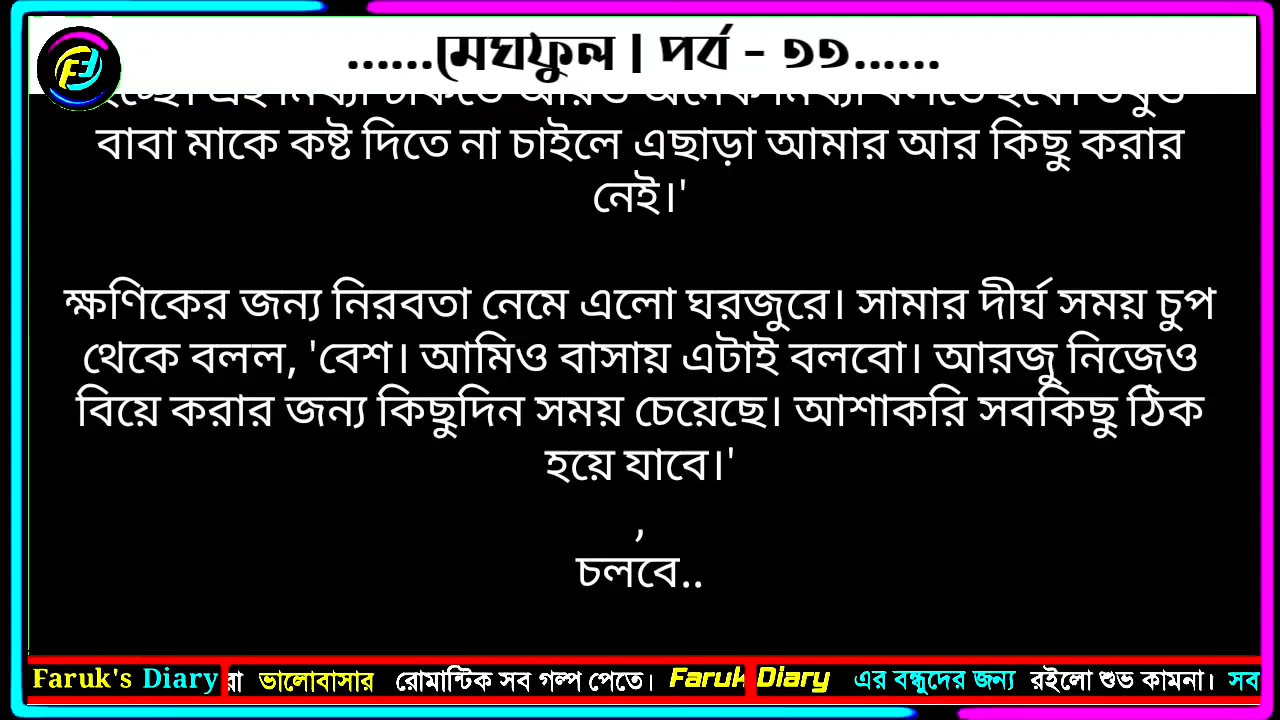 ......মেঘফুল | পর্ব - ৩৩......
বাবা মাকে কষ্ট দিতে না চাইলে এছাড়া আমার আর কিছু করার
নেই।'
ক্ষণিকের জন্য নিরবতা নেমে এলো ঘরজুরে। সামার দীর্ঘ সময় চুপ
থেকে বলল, 'বেশ। আমিও বাসায় এটাই বলবো। আরজু নিজেও
বিয়ে করার জন্য কিছুদিন সময় চেয়েছে। আশাকরি সবকিছু ঠিক
হয়ে যাবে।'
,
চলবে..
Faruk's Diary রা ভালোবাসার রোমান্টিক সব গল্প পেতে। Faruk Diary এর বন্ধুদের জন্য রইলো শুভ কামনা। সব